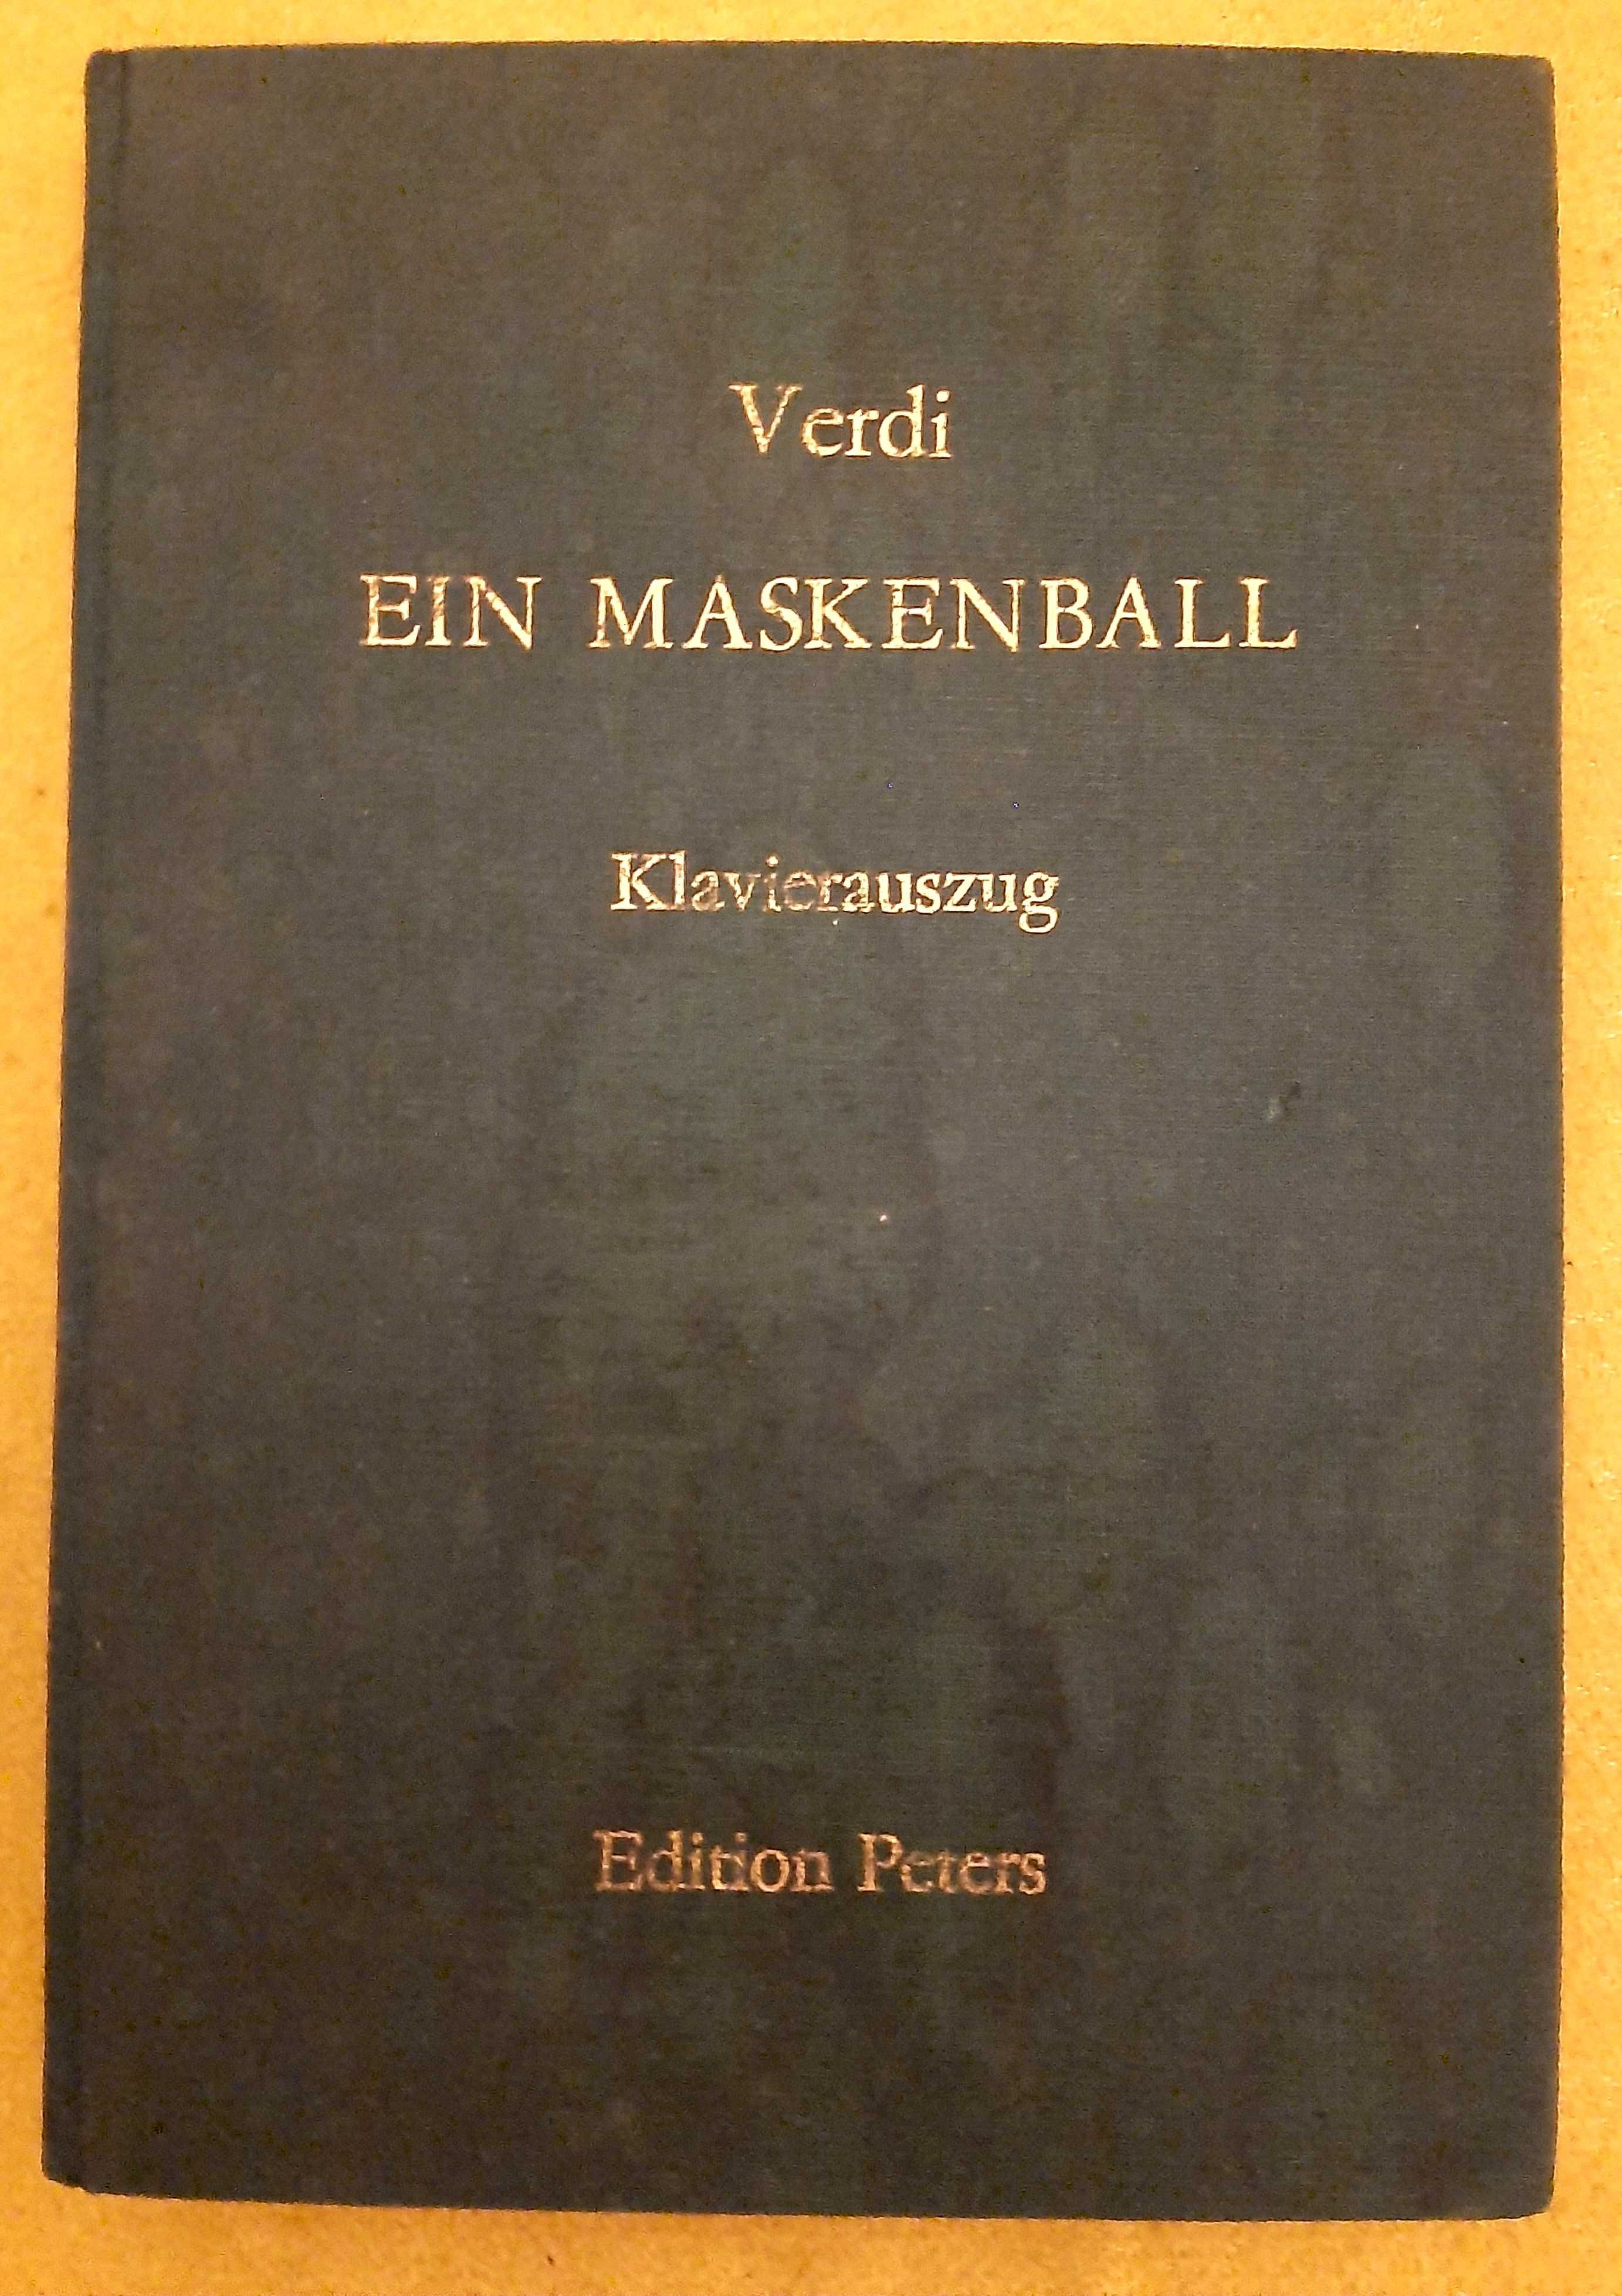 Verdi
EIN MASKENBALL
Klavierauszug
Edition Peters